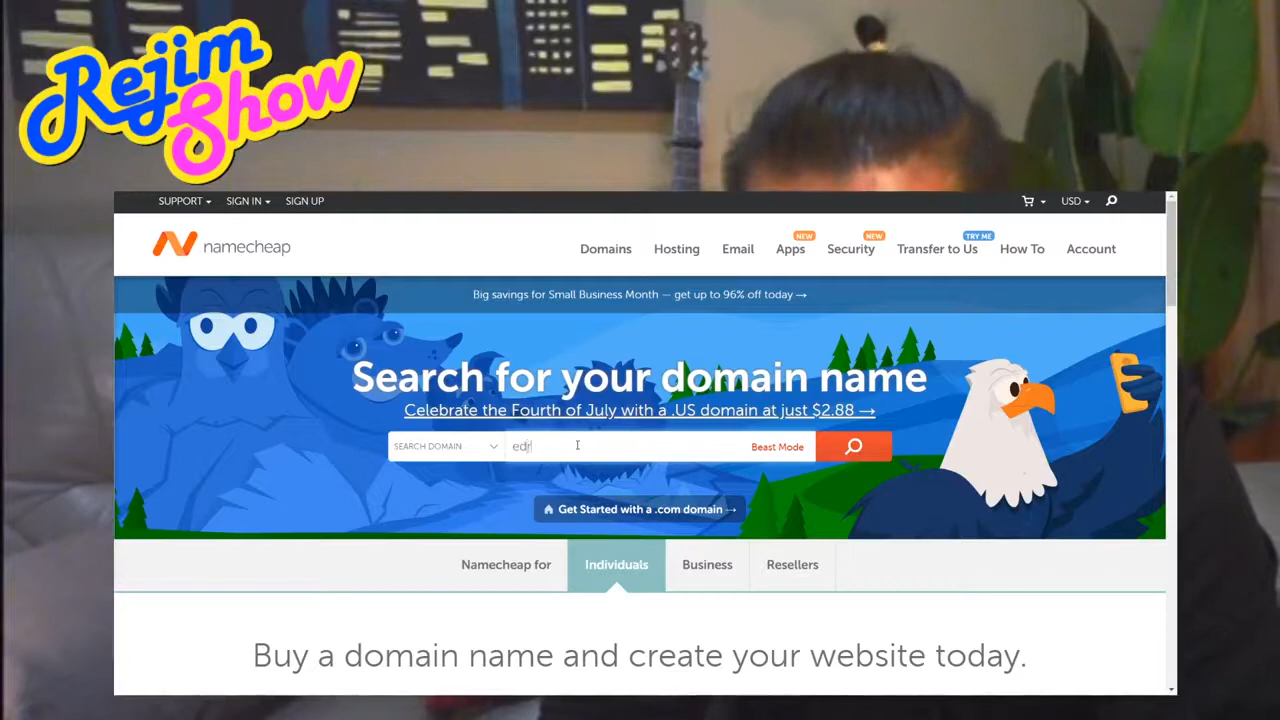 Rejim
Show
SUPPORT SIGN IN SIGN UP
USD
namecheap
NEW NEW TRY ME
Domains Hosting Email Apps Security Transfer to Us How To Account
Big savings for Small Business Month — get up to 96% off today →
Search for your domain name
Celebrate the Fourth of July with a .US domain at just $2.88 →
SEARCH DOMAIN Beast Mode
Get Started with a .com domain →
Namecheap for Individuals Business Resellers
Buy a domain name and create your website today.